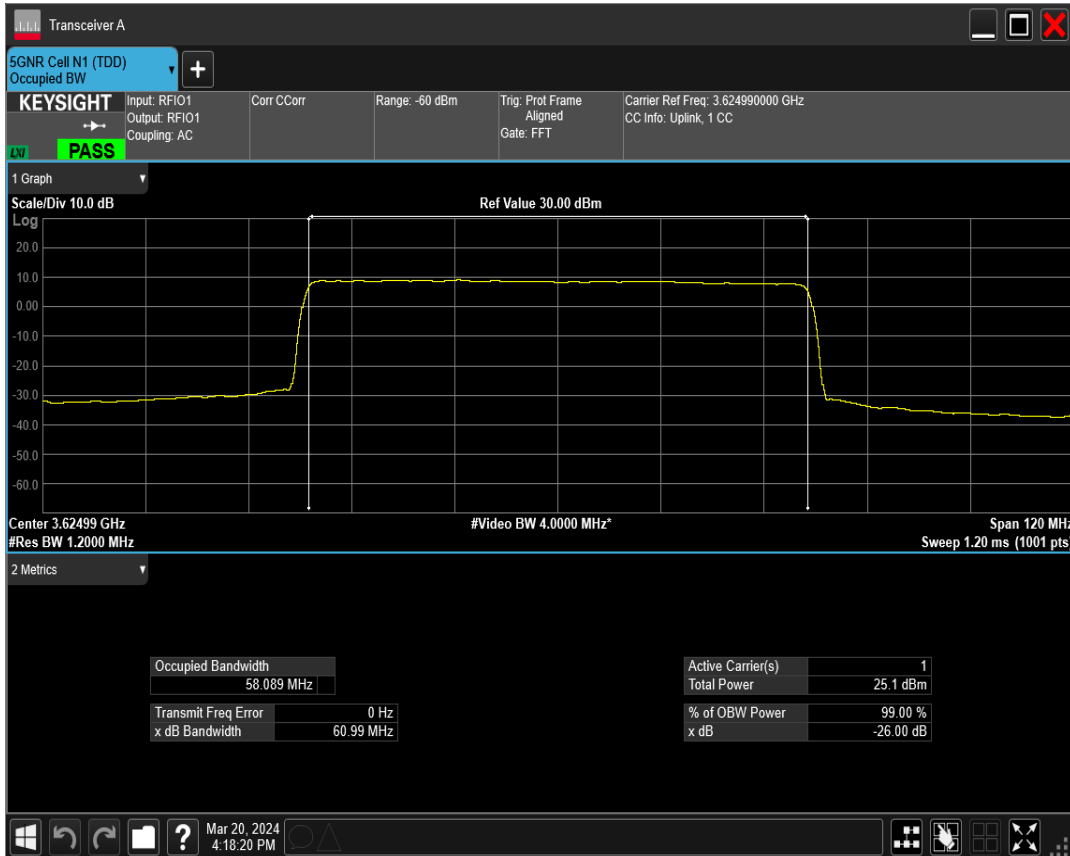 Transceiver A
5GNR Cell N1 (TDD)
Occupied BW
+
KEYSIGHT
LXI
PASS
Input: RFIO1
Output: RFIO1
Coupling: AC
Corr CCorr
Range: -60 dBm
Trig: Prot Frame
Aligned
Gate: FFT
Carrier Ref Freq: 3.624990000 GHz
CC Info: Uplink, 1 CC
1 Graph
Scale/Div 10.0 dB
Ref Value 30.00 dBm
Log
20.0
10.0
0.00
-10.0
-20.0
-30.0
-40.0
-50.0
-60.0
Center 3.62499 GHz
#Video BW 4.0000 MHz*
Span 120 MHz
#Res BW 1.2000 MHz
Sweep 1.20 ms (1001 pts)
2 Metrics
Occupied Bandwidth
58.089 MHz
Transmit Freq Error 0 Hz
x dB Bandwidth 60.99 MHz
Active Carrier(s) 1
Total Power 25.1 dBm
% of OBW Power 99.00 %
x dB -26.00 dB
?
Mar 20, 2024
4:18:20 PM